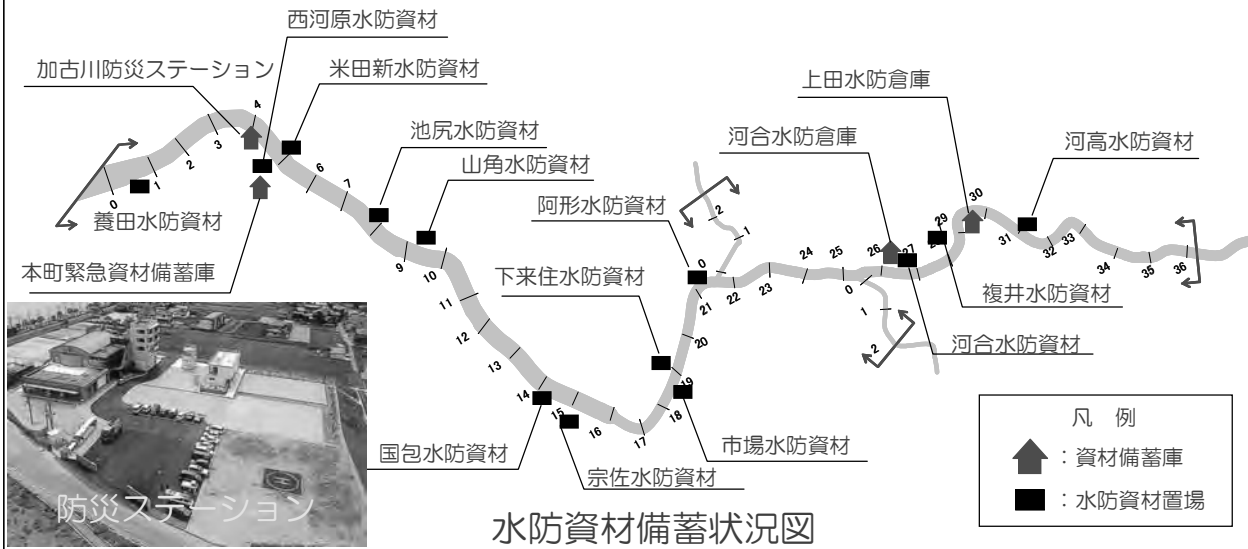 西河原水防資材
加古川防災ステーション
米田新水防資材
上田水防倉庫
池尻水防資材
河合水防倉庫
河高水防資材
山角水防資材
阿形水防資材
養田水防資材
本町緊急資材備蓄庫
下来住水防資材
複井水防資材
河合水防資材
国包水防資材
宗佐水防資材
市場水防資材
0
1
2
3
4
6
7
9
10
11
12
13
14
15
16
17
18
19
20
21
22
23
24
25
26
27
29
30
31
32
33
34
35
36
0
1
2
0
1
2
凡 例
：資材備蓄庫
：水防資材置場
防災ステーション
水防資材備蓄状況図